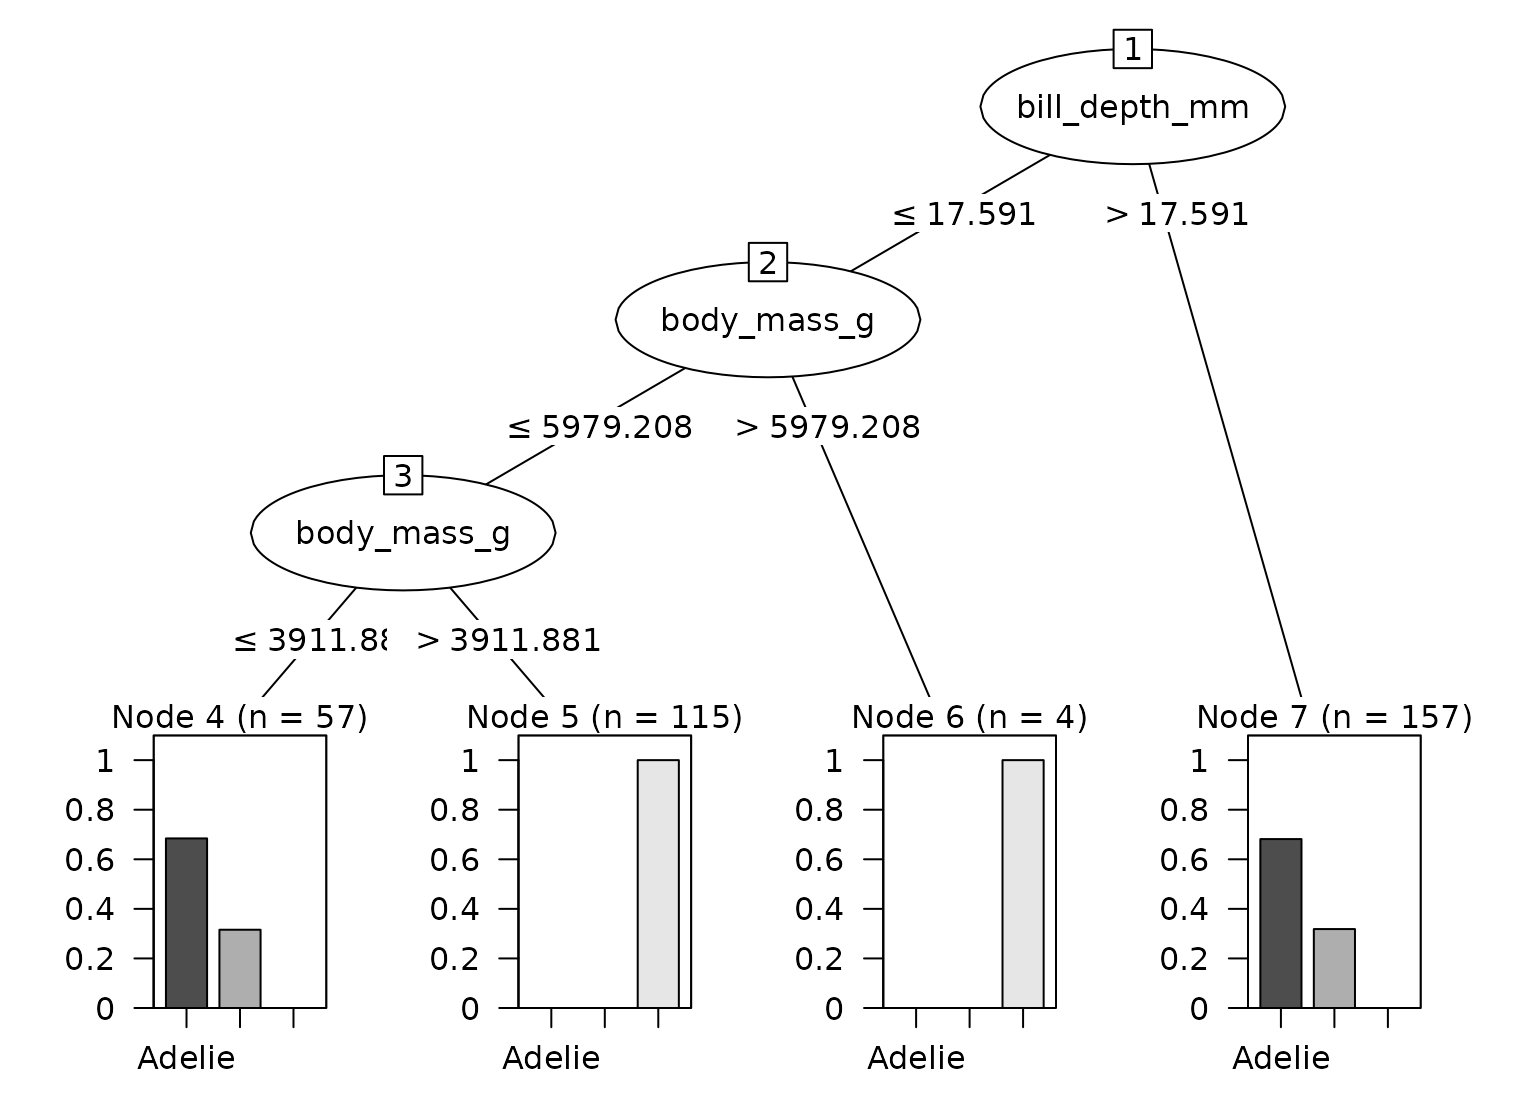 1
bill_depth_mm
≤ 17.591 > 17.591
2
body_mass_g
≤ 5979.208 > 5979.208
3
body_mass_g
≤ 3911.88 > 3911.881
Node 4 (n = 57) Node 5 (n = 115) Node 6 (n = 4) Node 7 (n = 157)
1 1 1 1
0.8 0.8 0.8 0.8
0.6 0.6 0.6 0.6
0.4 0.4 0.4 0.4
0.2 0.2 0.2 0.2
0 0 0 0
Adelie Adelie Adelie Adelie